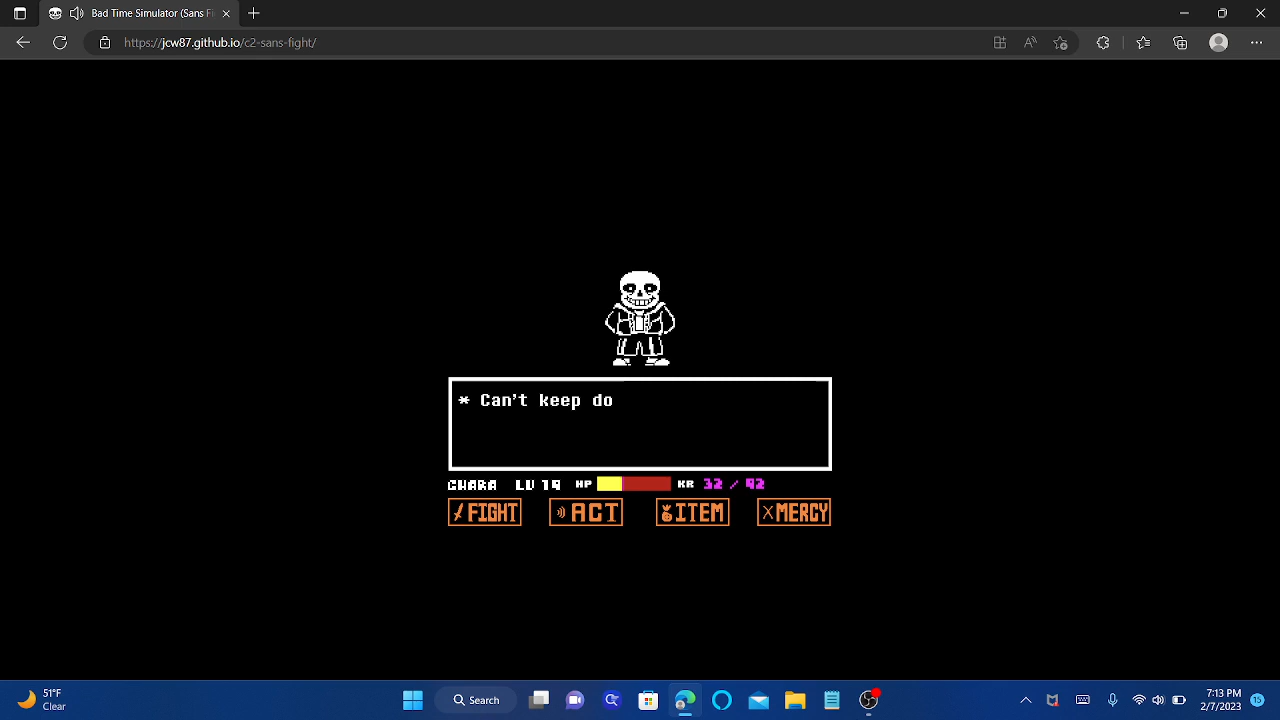 Bad Time Simulator (Sans Fi
https://jcw87.github.io/c2-sans-fight/
* Can't keep do
CHARA LV 19 HP KR 32 / 92
FIGHT ACT ITEM MERCY
51°F
Clear
Search
7:13 PM
2/7/2023
15